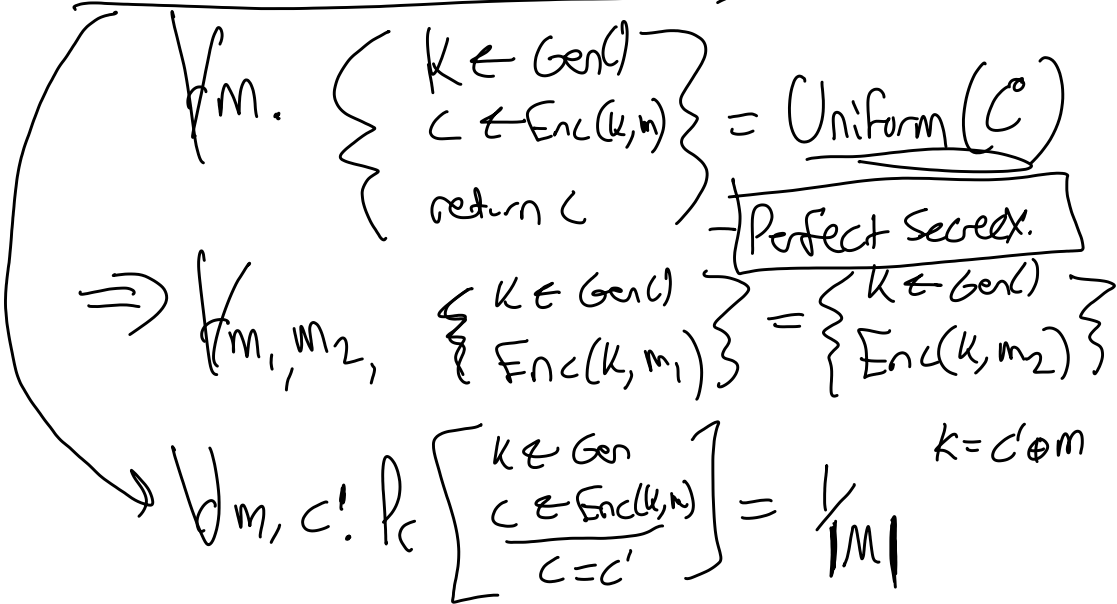 ∀m. { K ← Gen()
c ← Enc(k,m)
return c } = Uniform(C)
Perfect Secrecy.
⇒ ∀m₁, m₂, { K ← Gen()
Enc(k, m₁) } = { K ← Gen()
Enc(k, m₂) }
k = c' ⊕ m
∀m, c'. Pr [ K ← Gen
c ← Enc(k,m)
c = c' ] = 1/|M|